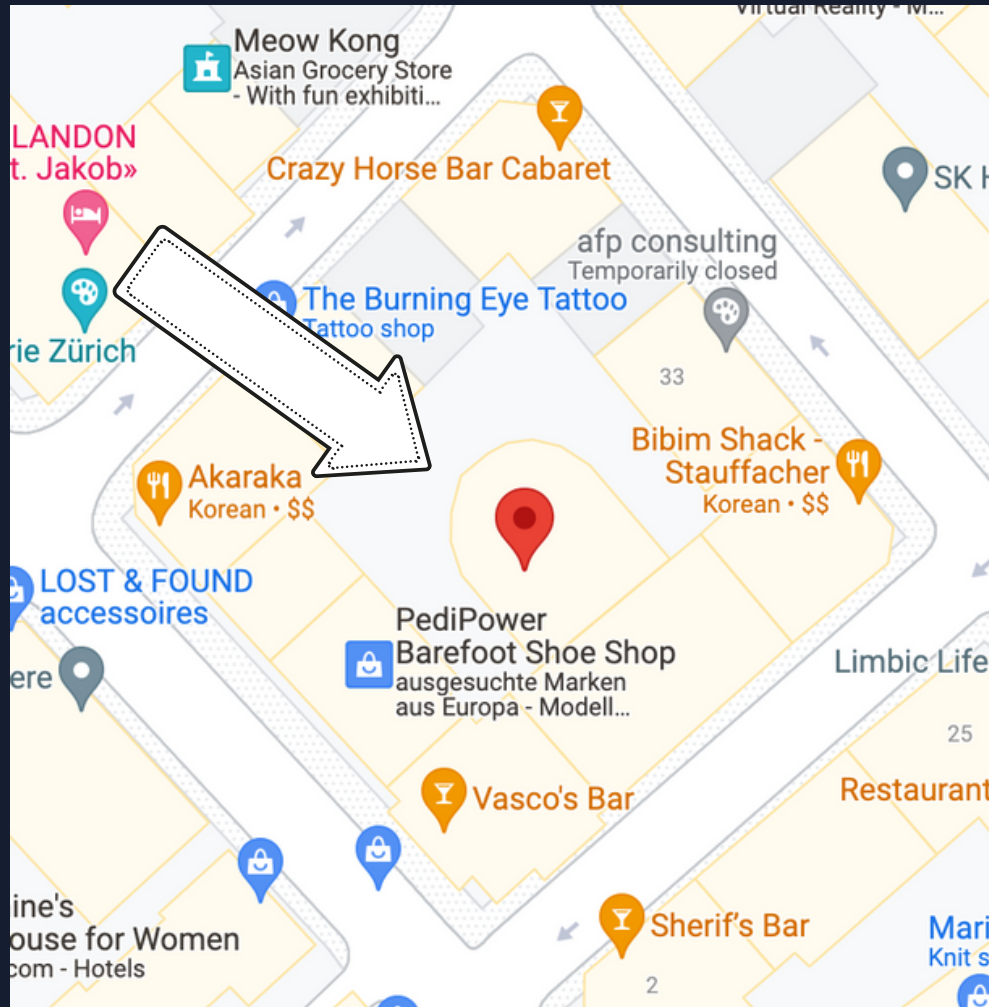 Virtual Reality - M...
Meow Kong
Asian Grocery Store
- With fun exhibiti...
LANDON
t. Jakob»
Crazy Horse Bar Cabaret
SK H
afp consulting
Temporarily closed
The Burning Eye Tattoo
Tattoo shop
rie Zürich
33
Bibim Shack -
Stauffacher
Korean · $$
Akaraka
Korean · $$
LOST & FOUND
accessoires
PediPower
Barefoot Shoe Shop
ausgesuchte Marken
aus Europa - Modell...
ere
Limbic Life
25
Vasco's Bar
Restaurant
ine's
ouse for Women
com - Hotels
Sherif's Bar
Mari
Knit s
2